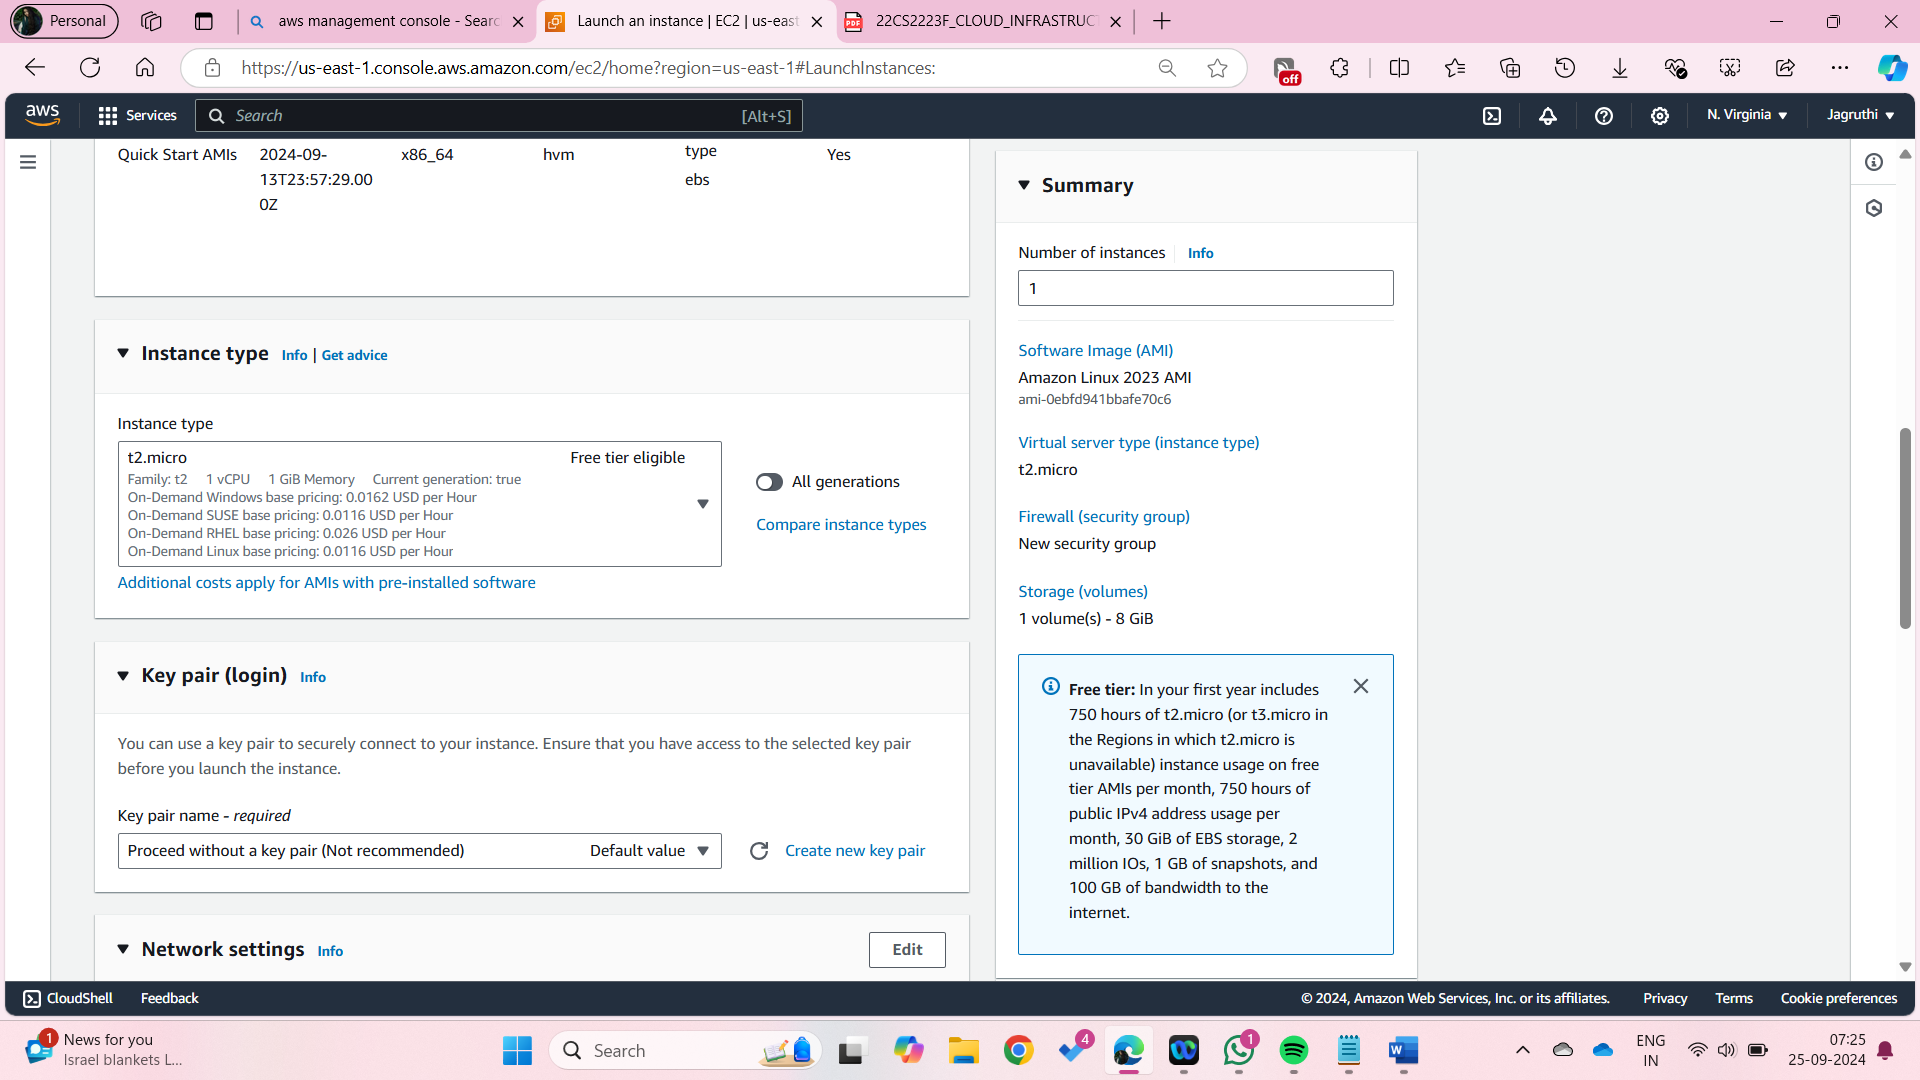 Personal
aws management console - Searc
Launch an instance | EC2 | us-east
PDF
22CS2223F_CLOUD_INFRASTRUCT
https://us-east-1.console.aws.amazon.com/ec2/home?region=us-east-1#LaunchInstances:
off
aws
Services
Search
[Alt+S]
N. Virginia
Jagruthi
Quick Start AMIs
2024-09-
13T23:57:29.00
0Z
x86_64
hvm
type
ebs
Yes
Instance type
Info | Get advice
Instance type
t2.micro
Free tier eligible
Family: t2 1 vCPU 1 GiB Memory Current generation: true
On-Demand Windows base pricing: 0.0162 USD per Hour
On-Demand SUSE base pricing: 0.0116 USD per Hour
On-Demand RHEL base pricing: 0.026 USD per Hour
On-Demand Linux base pricing: 0.0116 USD per Hour
All generations
Compare instance types
Additional costs apply for AMIs with pre-installed software
Key pair (login)
Info
You can use a key pair to securely connect to your instance. Ensure that you have access to the selected key pair
before you launch the instance.
Key pair name - required
Proceed without a key pair (Not recommended)
Default value
Create new key pair
Network settings
Info
Edit
Summary
Number of instances
Info
1
Software Image (AMI)
Amazon Linux 2023 AMI
ami-0ebfd941bbafe70c6
Virtual server type (instance type)
t2.micro
Firewall (security group)
New security group
Storage (volumes)
1 volume(s) - 8 GiB
Free tier: In your first year includes
750 hours of t2.micro (or t3.micro in
the Regions in which t2.micro is
unavailable) instance usage on free
tier AMIs per month, 750 hours of
public IPv4 address usage per
month, 30 GiB of EBS storage, 2
million IOs, 1 GB of snapshots, and
100 GB of bandwidth to the
internet.
CloudShell
Feedback
© 2024, Amazon Web Services, Inc. or its affiliates.
Privacy
Terms
Cookie preferences
1
News for you
Israel blankets L...
Search
4
1
W
ENG
IN
07:25
25-09-2024